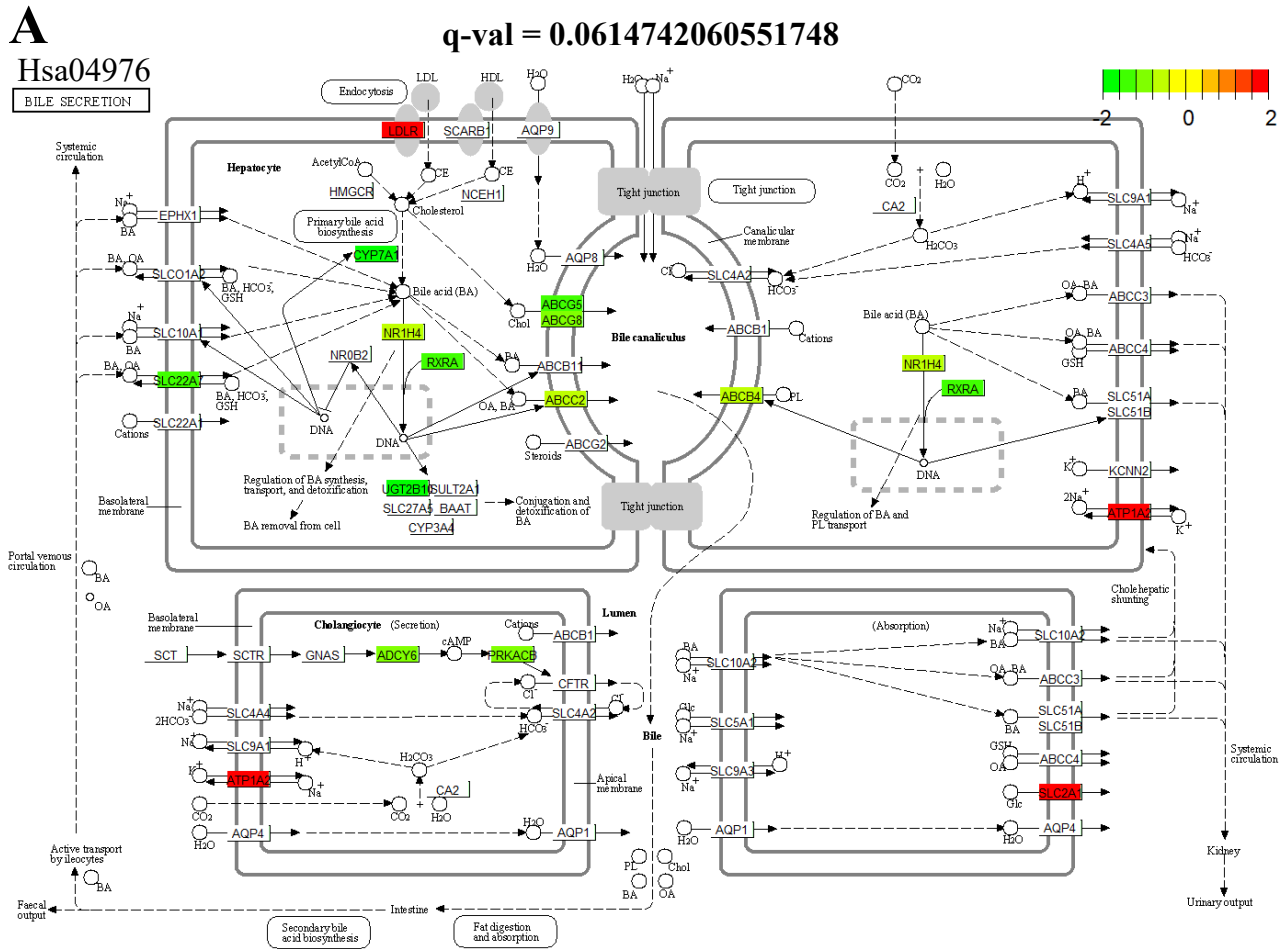 A
q-val = 0.0614742060551748
Hsa04976
BILE SECRETION
-2 0 2
Endocytosis
LDL
HDL
H2O
H2O
Na+
CO2
LDLR
SCARB1
AQP9
Systemic
circulation
Hepatocyte
AcetylCoA
CE
CE
HMGCR
NCEH1
Cholesterol
Primary bile acid
biosynthesis
CYP7A1
Tight junction
Tight junction
Canalicular
membrane
CO2
H2O
+
CA2
H2CO3
H+
SLC9A1
Na+
Na+
SLC4A5
HCO3-
Na+
EPHX1
BA
BA, OA
SLCO1A2
BA, HCO3-,
GSH
H2O
AQP8
Cl-
SLC4A2
HCO3-
Bile acid (BA)
Chol
ABCG5
ABCG8
Bile canaliculus
ABCB1
Cations
Bile acid (BA)
OA, BA
ABCC3
Na+
SLC10A1
BA
NR1H4
NR0B2
RXRA
BA
ABCB11
NR1H4
RXRA
OA, BA
ABCC4
GSH
BA, OA
SLC22A7
BA, HCO3-,
GSH
OA, BA
ABCC2
ABCB4
PL
BA
SLC51A
SLC51B
Cations
SLC22A1
DNA
DNA
Steroids
ABCG2
DNA
K+
KCNN2
Regulation of BA synthesis,
transport, and detoxification
BA removal from cell
UGT2B10
SULT2A1
SLC27A5
BAAT
CYP3A4
Conjugation and
detoxification of
BA
Tight junction
Regulation of BA and
PL transport
2Na+
ATP1A2
K+
Basolateral
membrane
Portal venous
circulation
BA
OA
Cholehepatic
shunting
Basolateral
membrane
Cholangiocyte (Secretion)
Lumen
Cations
ABCB1
SCT
SCTR
GNAS
ADCY6
cAMP
PRKACB
Cl-
CFTR
Cl-
Na+
SLC4A4
2HCO3-
HCO3-
SLC4A2
Na+
SLC9A1
H+
H2CO3
Bile
K+
ATP1A2
Na+
CA2
+
H2O
CO2
CO2
Apical
membrane
H2O
AQP4
H2O
AQP1
(Absorption)
BA
SLC10A2
Na+
Na+
BA
SLC10A2
OA, BA
ABCC3
Glc
SLC5A1
Na+
BA
SLC51A
SLC51B
SLC9A3
Na+
H+
GSH
OA
ABCC4
Systemic
circulation
Glc
SLC2A1
H2O
AQP1
H2O
AQP4
Active transport
by ileocytes
BA
PL
Chol
BA
OA
Kidney
Faecal
output
Intestine
Urinary output
Secondary bile
acid biosynthesis
Fat digestion
and absorption